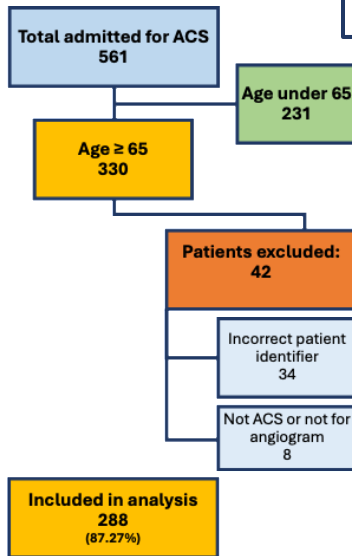 Total admitted for ACS
561
Age under 65
231
Age ≥ 65
330
Patients excluded:
42
Incorrect patient
identifier
34
Not ACS or not for
angiogram
8
Included in analysis
288
(87.27%)